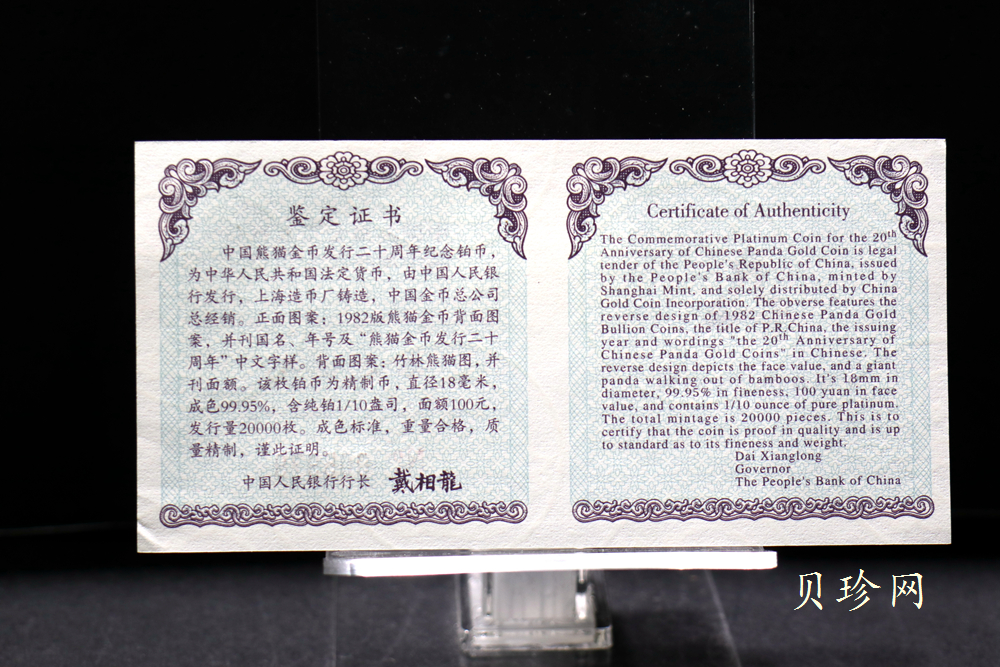 鉴定证书
中国熊猫金币发行二十周年纪念铂币,
为中华人民共和国法定货币，由中国人民银
行发行，上海造币厂铸造，中国金币总公司
总经销。正面图案：1982版熊猫金币背面图
案，并刊国名、年号及“熊猫金币发行二十
周年”中文字样。背面图案：竹林熊猫图，并
刊面额。该枚铂币为精制币，直径18毫米，
成色99.95%，含纯铂1/10盎司，面额100元，
发行量20000枚。成色标准，重量合格，质
量精制，谨此证明。
中国人民银行行长 戴相龍
Certificate of Authenticity
The Commemorative Platinum Coin for the 20th
Anniversary of Chinese Panda Gold Coin is legal
tender of the People's Republic of China, issued
by the People's Bank of China, minted by
Shanghai Mint, and solely distributed by China
Gold Coin Incorporation. The obverse features the
reverse design of 1982 Chinese Panda Gold
Bullion Coins, the title of P.R.China, the issuing
year and wordings "the 20th Anniversary of
Chinese Panda Gold Coins" in Chinese. The
reverse design depicts the face value, and a giant
panda walking out of bamboos. It's 18mm in
diameter, 99.95% in fineness, 100 yuan in face
value, and contains 1/10 ounce of pure platinum.
The total mintage is 20000 pieces. This is to
certify that the coin is proof in quality and is up
to standard as to its fineness and weight.
Dai Xianglong
Governor
The People's Bank of China
贝珍网